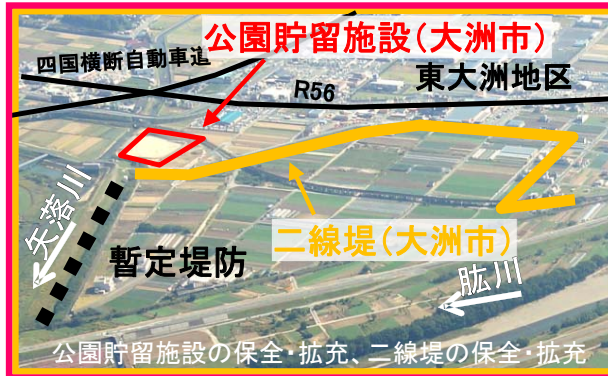 公園貯留施設(大洲市)
四国横断自動車道
R56
東大洲地区
矢落川
二線堤(大洲市)
暫定堤防
肱川
公園貯留施設の保全・拡充、二線堤の保全・拡充